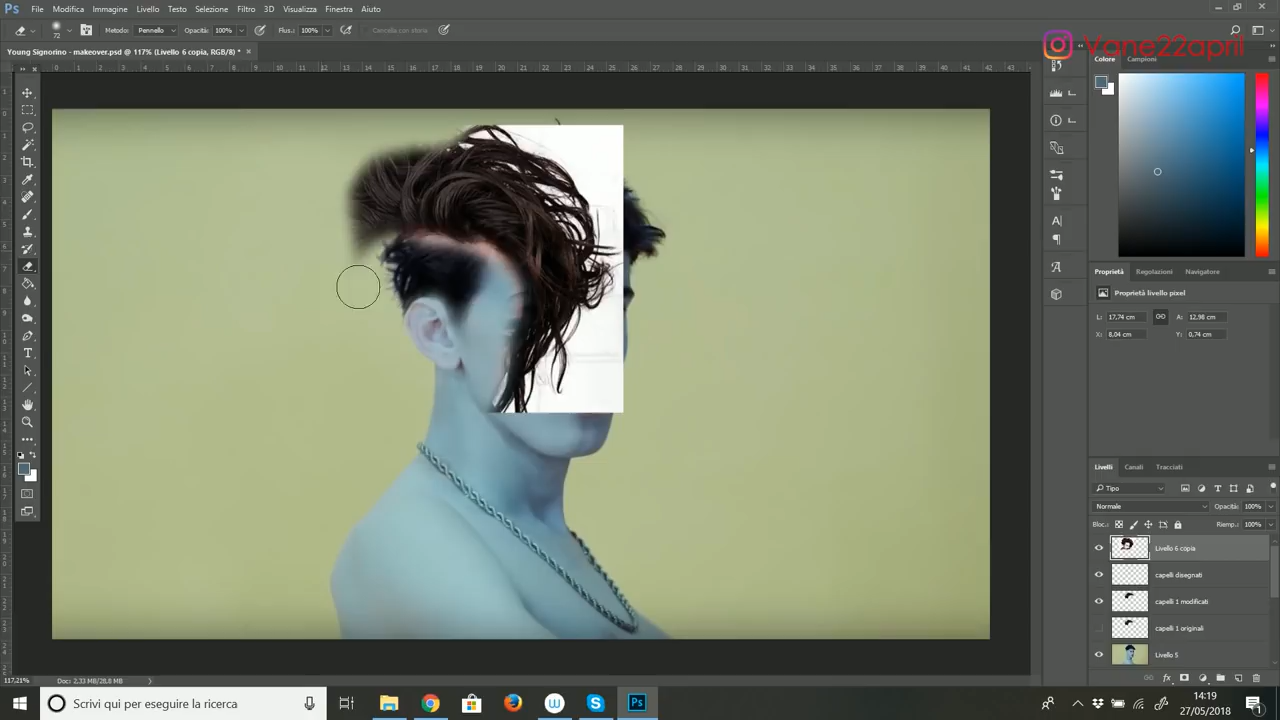 Ps File Modifica Immagine Livello Testo Selezione Filtro 3D Visualizza Finestra Aiuto
72 Metodo: Pennello Opacità: 100% Flus.: 100% Cancella con storia
Young Signorino - makeover.psd @ 117% (Livello 6 copia, RGB/8) *
Vane22april
Colore Campioni
Proprietà Regolazioni Navigatore
Proprietà livello pixel
L: 17,74 cm A: 12,98 cm
X: 8,04 cm Y: 0,74 cm
Livelli Canali Tracciati
Tipo
Normale Opacità: 100%
Bloc.: Riemp.: 100%
Livello 6 copia
capelli disegnati
capelli 1 modificati
capelli 1 originali
Livello 5
117,21% Doc: 2,33 MB/28,8 MB
Scrivi qui per eseguire la ricerca
14:19
27/05/2018